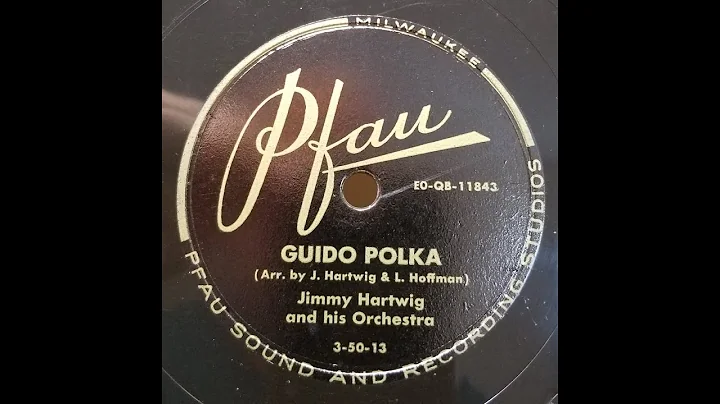 MILWAUKEE
Pfau
EO-QB-11843
GUIDO POLKA
(Arr. by J. Hartwig & L. Hoffman)
Jimmy Hartwig
and his Orchestra
3-50-13
PFAU SOUND AND RECORDING STUDIOS